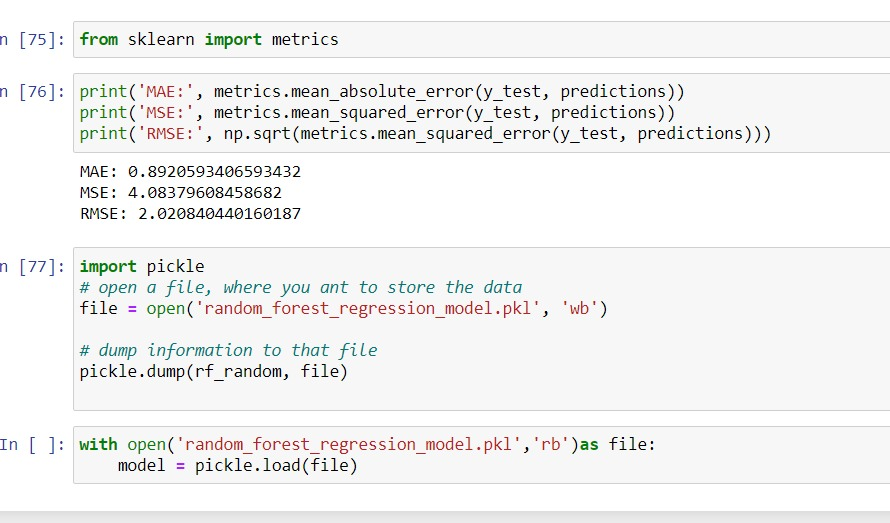 n [75]: from sklearn import metrics
n [76]: print('MAE:', metrics.mean_absolute_error(y_test, predictions))
print('MSE:', metrics.mean_squared_error(y_test, predictions))
print('RMSE:', np.sqrt(metrics.mean_squared_error(y_test, predictions)))
MAE: 0.8920593406593432
MSE: 4.08379608458682
RMSE: 2.020840440160187
n [77]: import pickle
# open a file, where you ant to store the data
file = open('random_forest_regression_model.pkl', 'wb')
# dump information to that file
pickle.dump(rf_random, file)
In [ ]: with open('random_forest_regression_model.pkl','rb')as file:
model = pickle.load(file)